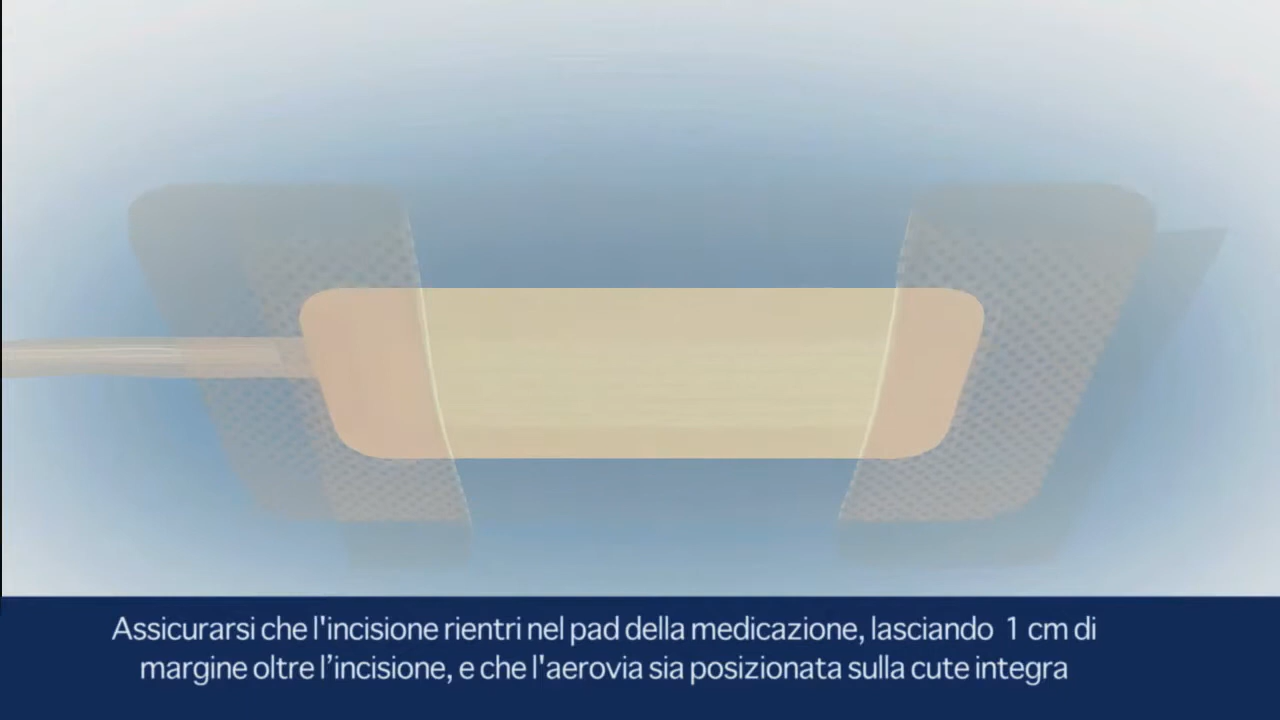 Assicurarsi che l'incisione rientri nel pad della medicazione, lasciando 1 cm di
margine oltre l’incisione, e che l'aerovia sia posizionata sulla cute integra